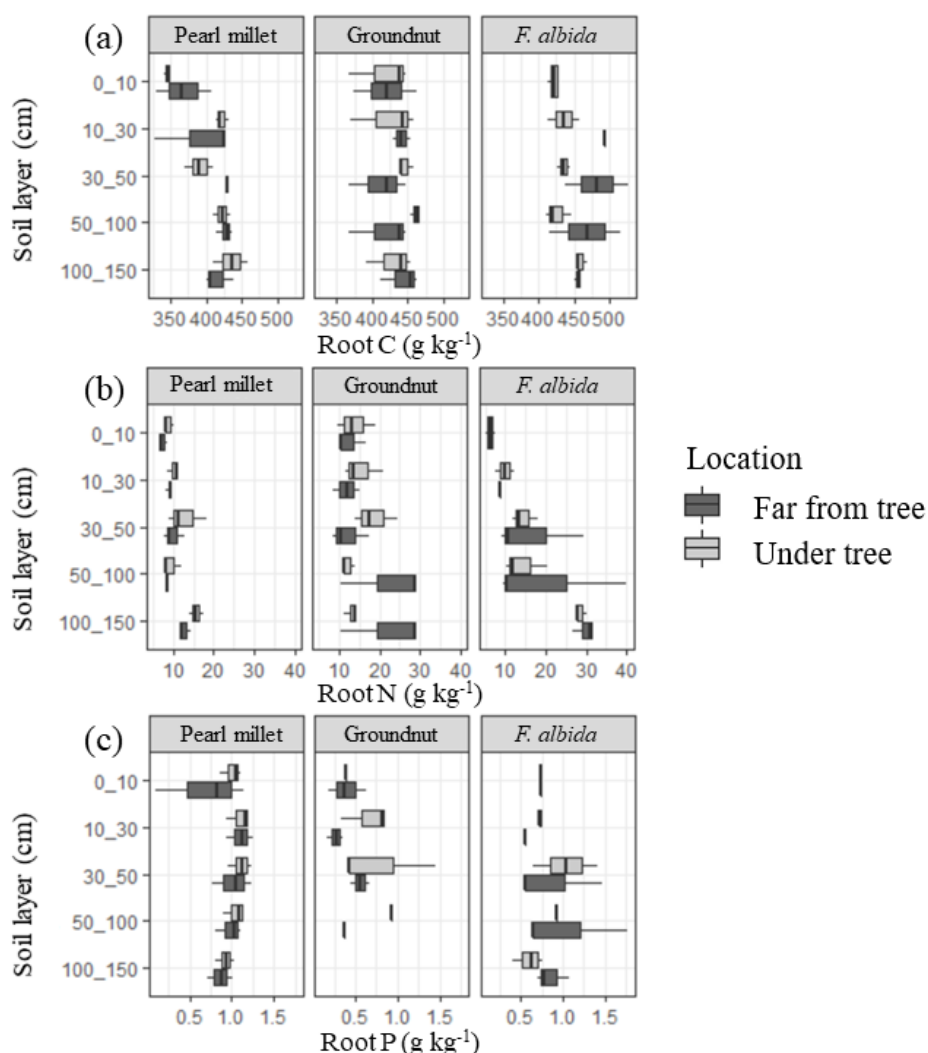 (a)
Pearl millet Groundnut F. albida
Soil layer (cm)
0_10
10_30
30_50
50_100
100_150
350 400 450 500 350 400 450 500 350 400 450 500
Root C (g kg-1)
(b)
Pearl millet Groundnut F. albida
Soil layer (cm)
0_10
10_30
30_50
50_100
100_150
10 20 30 40 10 20 30 40 10 20 30 40
Root N (g kg-1)
Location
Far from tree
Under tree
(c)
Pearl millet Groundnut F. albida
Soil layer (cm)
0_10
10_30
30_50
50_100
100_150
0.5 1.0 1.5 0.5 1.0 1.5 0.5 1.0 1.5
Root P (g kg-1)